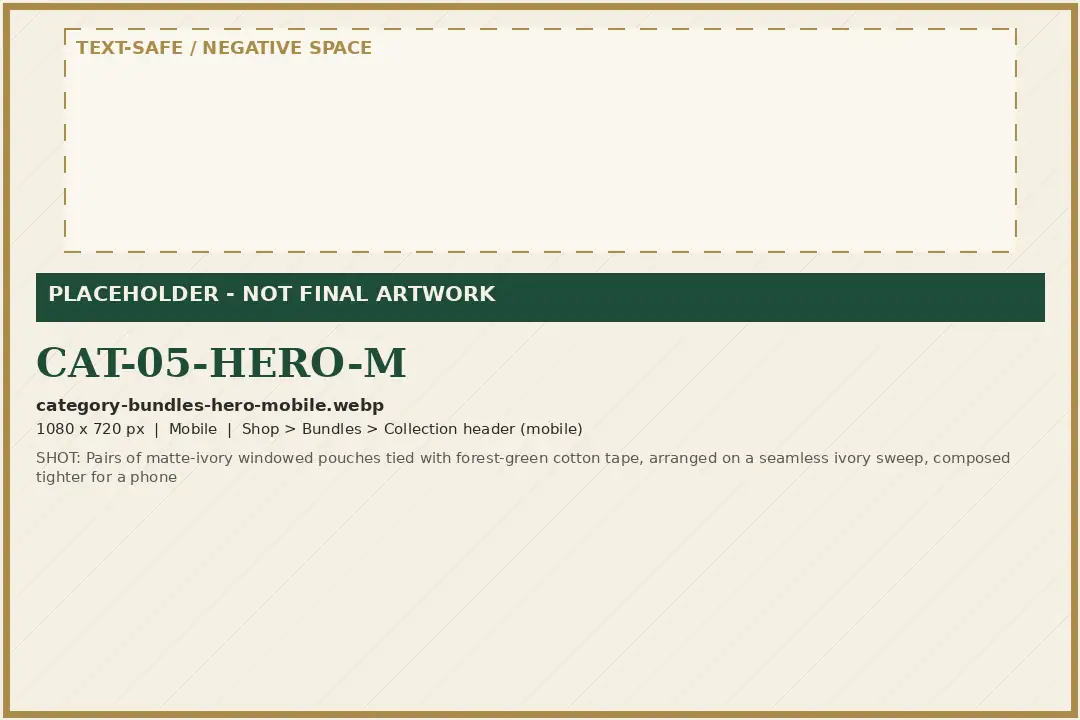 TEXT-SAFE / NEGATIVE SPACE
PLACEHOLDER - NOT FINAL ARTWORK
CAT-05-HERO-M
category-bundles-hero-mobile.webp
1080 x 720 px  |  Mobile  |  Shop > Bundles > Collection header (mobile)
SHOT: Pairs of matte-ivory windowed pouches tied with forest-green cotton tape, arranged on a seamless ivory sweep, composed
tighter for a phone